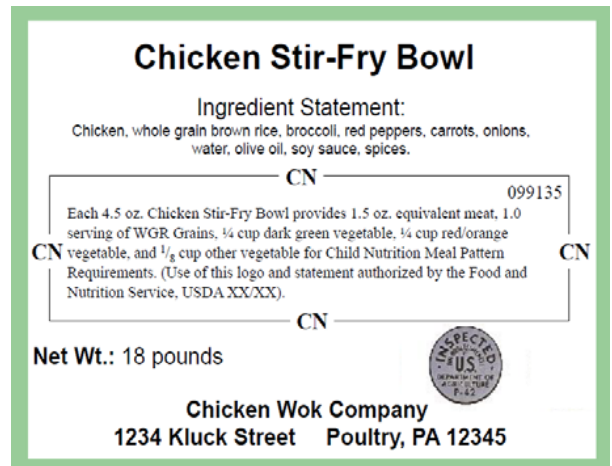 Chicken Stir-Fry Bowl
Ingredient Statement:
Chicken, whole grain brown rice, broccoli, red peppers, carrots, onions,
water, olive oil, soy sauce, spices.
CN
099135
Each 4.5 oz. Chicken Stir-Fry Bowl provides 1.5 oz. equivalent meat, 1.0
serving of WGR Grains, ¼ cup dark green vegetable, ¼ cup red/orange
CN vegetable, and 1/8 cup other vegetable for Child Nutrition Meal Pattern CN
Requirements. (Use of this logo and statement authorized by the Food and
Nutrition Service, USDA XX/XX).
CN
Net Wt.: 18 pounds
INSPECTED
U.S.
DEPARTMENT OF
AGRICULTURE
P-42
Chicken Wok Company
1234 Kluck Street Poultry, PA 12345